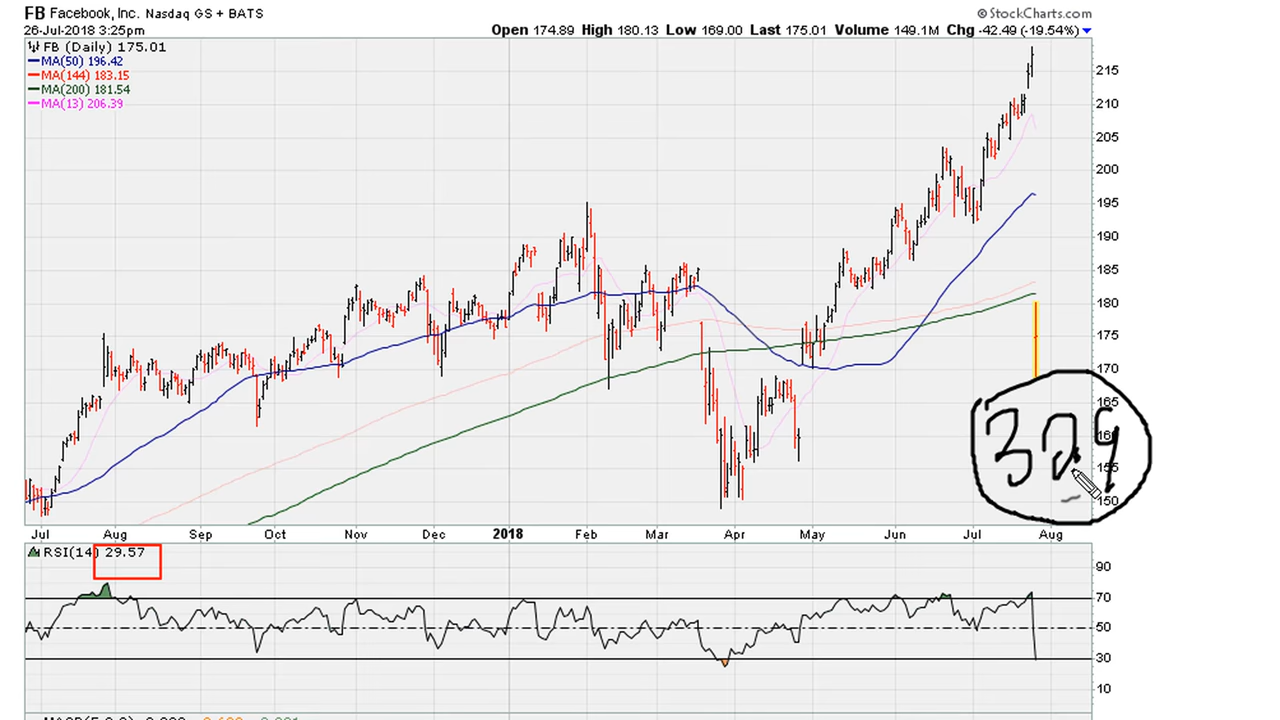 FB Facebook, Inc. Nasdaq GS + BATS
© StockCharts.com
26-Jul-2018 3:25pm
Open 174.89 High 180.13 Low 169.00 Last 175.01 Volume 149.1M Chg -42.49 (-19.54%)
FB (Daily) 175.01
MA(50) 196.42
MA(144) 183.15
MA(200) 181.54
MA(13) 206.39
215
210
205
200
195
190
185
180
175
170
165
160
155
150
Jul Aug Sep Oct Nov Dec 2018 Feb Mar Apr May Jun Jul Aug
RSI(14) 29.57
90
70
50
30
10